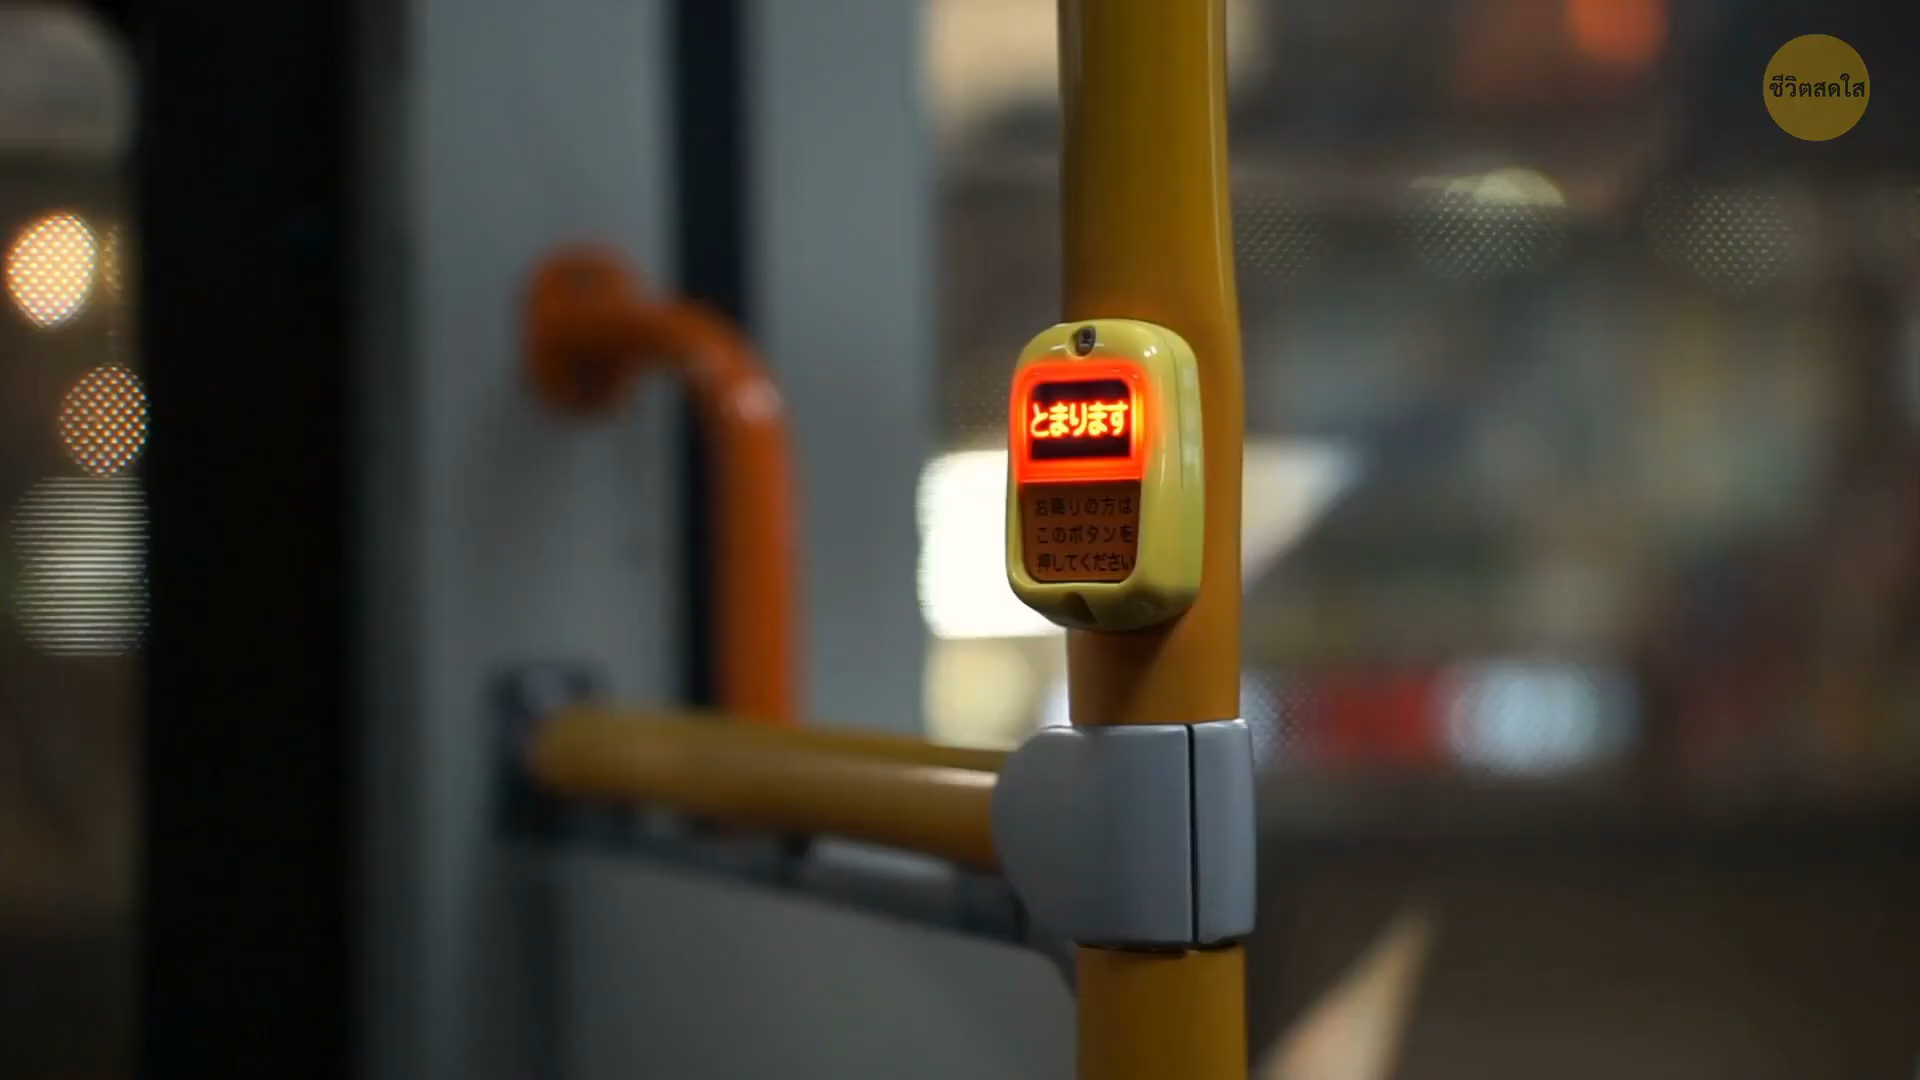 ชีวิตสดใส
とまります
お降りの方は
このボタンを
押してください